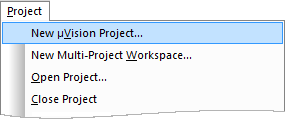 Project
New µVision Project...
New Multi-Project Workspace...
Open Project...
Close Project